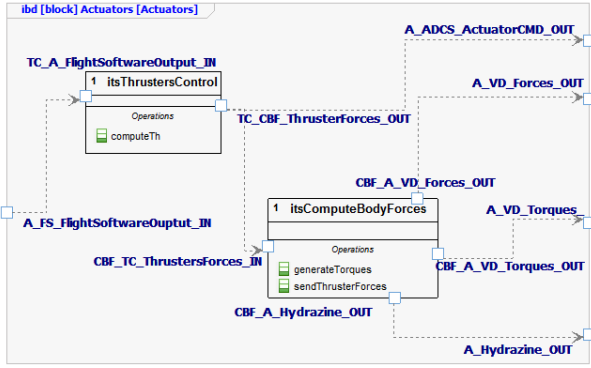 ibd [block] Actuators [Actuators]
A_ADCS_ActuatorCMD_OUT
TC_A_FlightSoftwareOutput_IN
1 itsThrustersControl
A_VD_Forces_OUT
Operations
TC_CBF_ThrusterForces_OUT
computeTh
CBF_A_VD_Forces_OUT
1 itsComputeBodyForces
A_VD_Torques_
A_FS_FlightSoftwareOuptut_IN
Operations
CBF_TC_ThrustersForces_IN
generateTorques
CBF_A_VD_Torques_OUT
sendThrusterForces
CBF_A_Hydrazine_OUT
A_Hydrazine_OUT